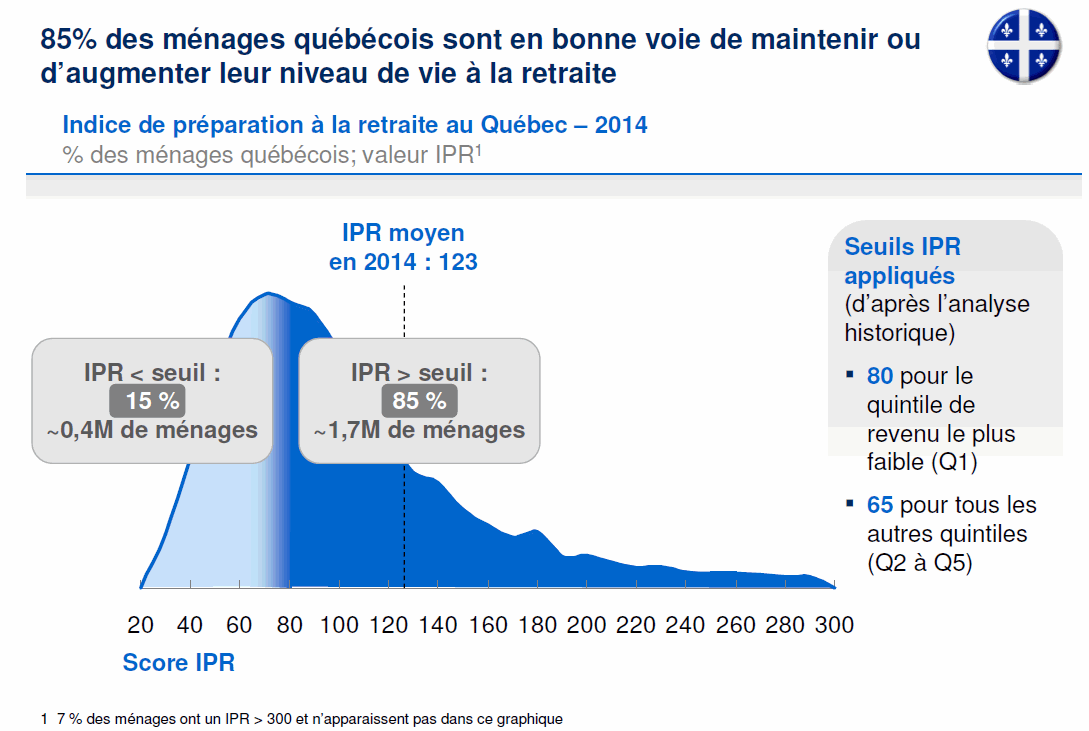 85% des ménages québécois sont en bonne voie de maintenir ou
d'augmenter leur niveau de vie à la retraite
Indice de préparation à la retraite au Québec – 2014
% des ménages québécois; valeur IPR¹
IPR moyen
en 2014 : 123
IPR < seuil :
15 %
~0,4M de ménages
IPR > seuil :
85 %
~1,7M de ménages
Seuils IPR
appliqués
(d'après l'analyse
historique)
▪ 80 pour le
quintile de
revenu le plus
faible (Q1)
▪ 65 pour tous les
autres quintiles
(Q2 à Q5)
20 40 60 80 100 120 140 160 180 200 220 240 260 280 300
Score IPR
1 7 % des ménages ont un IPR > 300 et n'apparaissent pas dans ce graphique